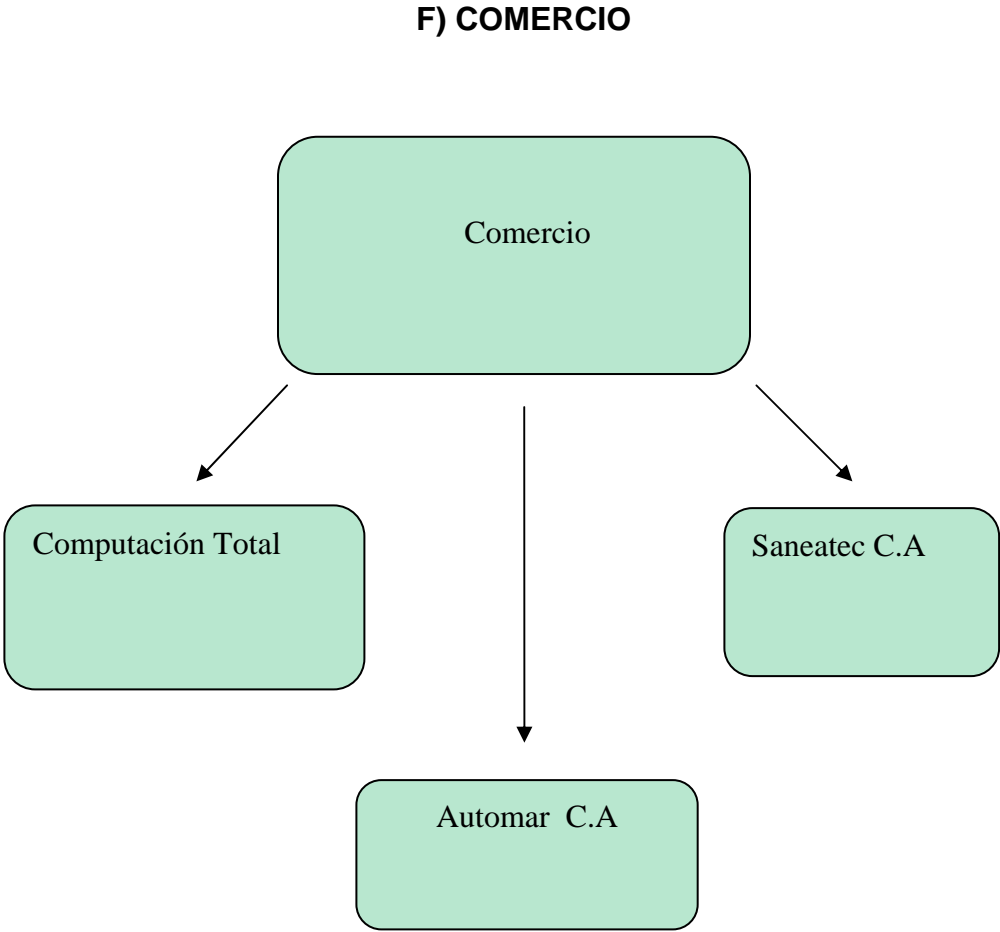 F) COMERCIO
Comercio
Computación Total
Saneatec C.A
Automar C.A